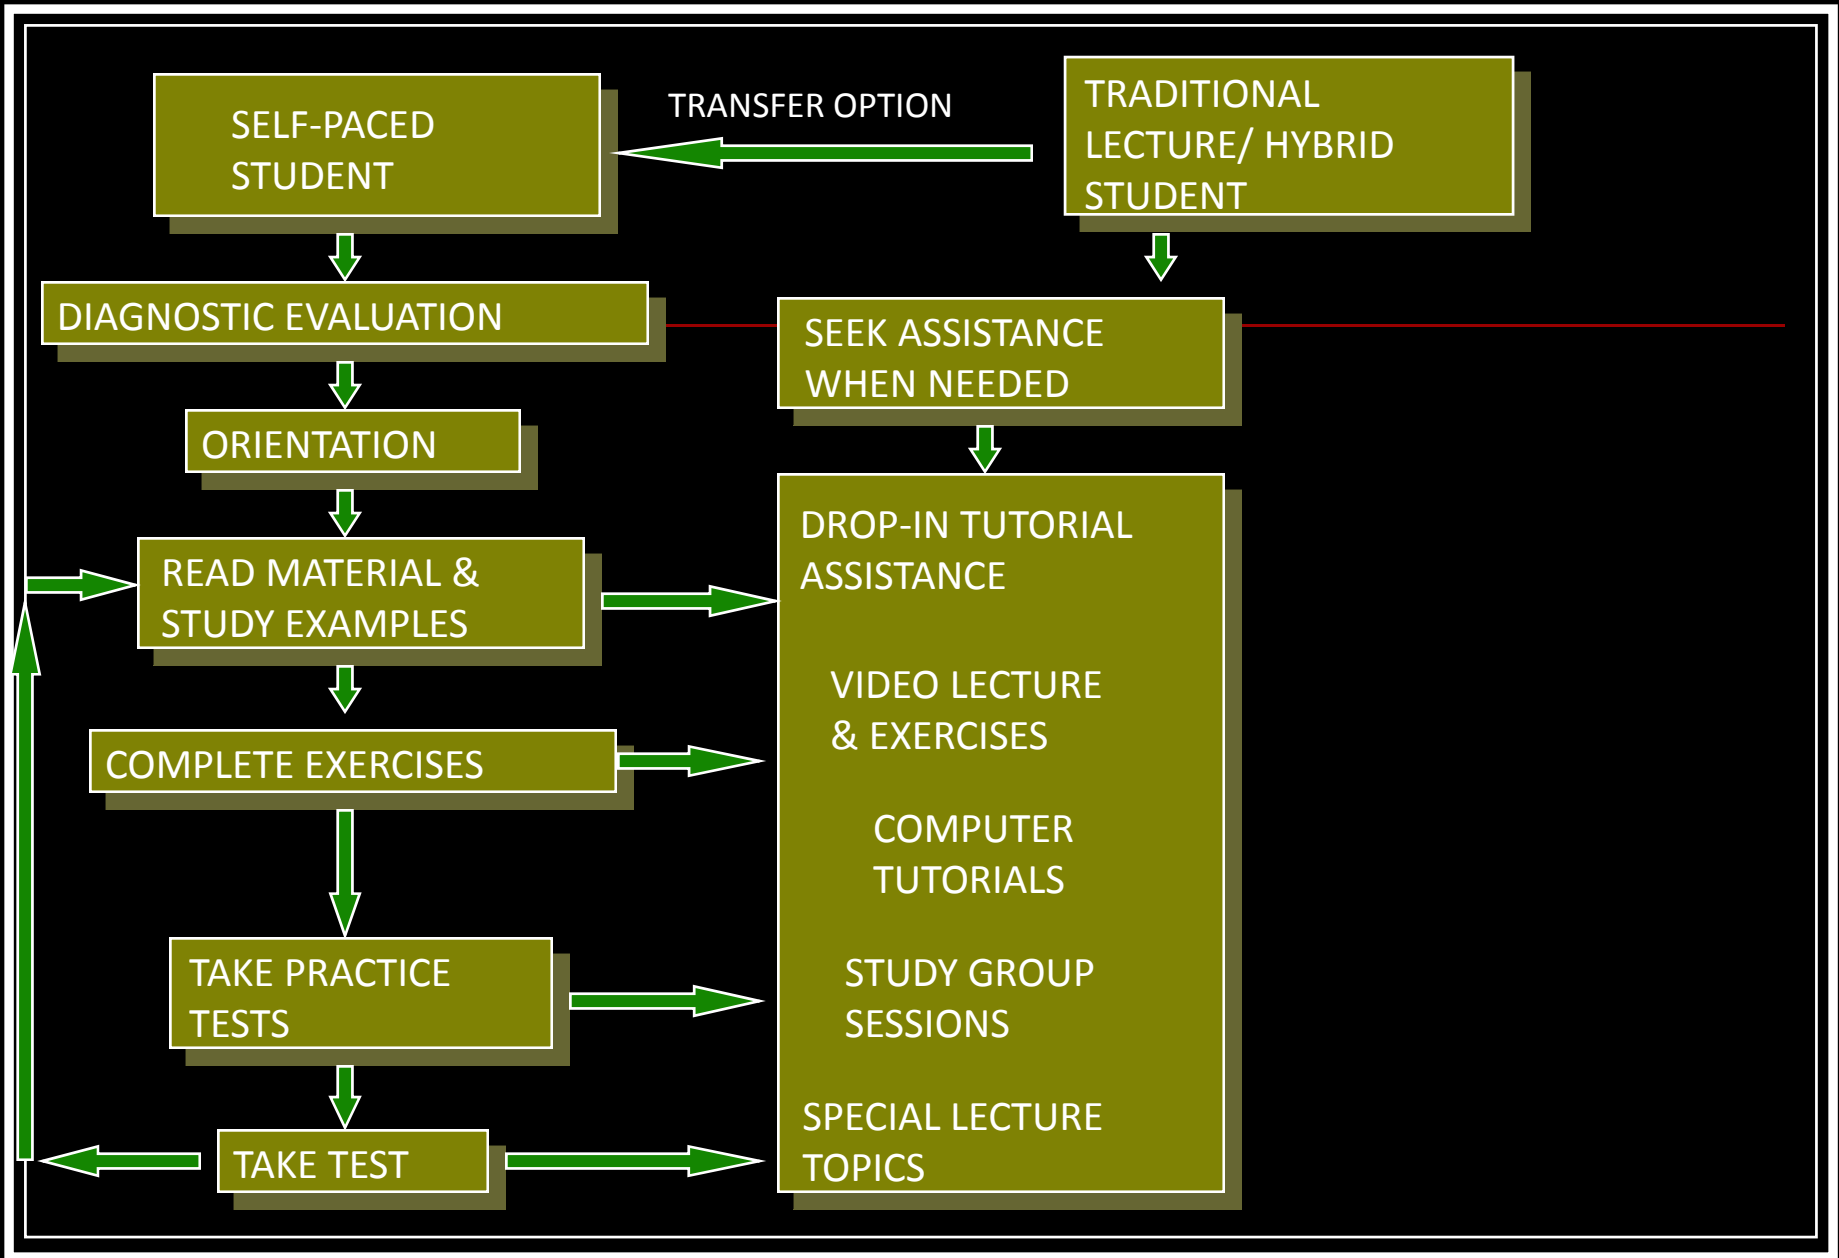 SELF-PACED
STUDENT
TRANSFER OPTION
TRADITIONAL
LECTURE/ HYBRID
STUDENT
DIAGNOSTIC EVALUATION
SEEK ASSISTANCE
WHEN NEEDED
ORIENTATION
READ MATERIAL &
STUDY EXAMPLES
COMPLETE EXERCISES
TAKE PRACTICE
TESTS
TAKE TEST
DROP-IN TUTORIAL
ASSISTANCE
VIDEO LECTURE
& EXERCISES
COMPUTER
TUTORIALS
STUDY GROUP
SESSIONS
SPECIAL LECTURE
TOPICS